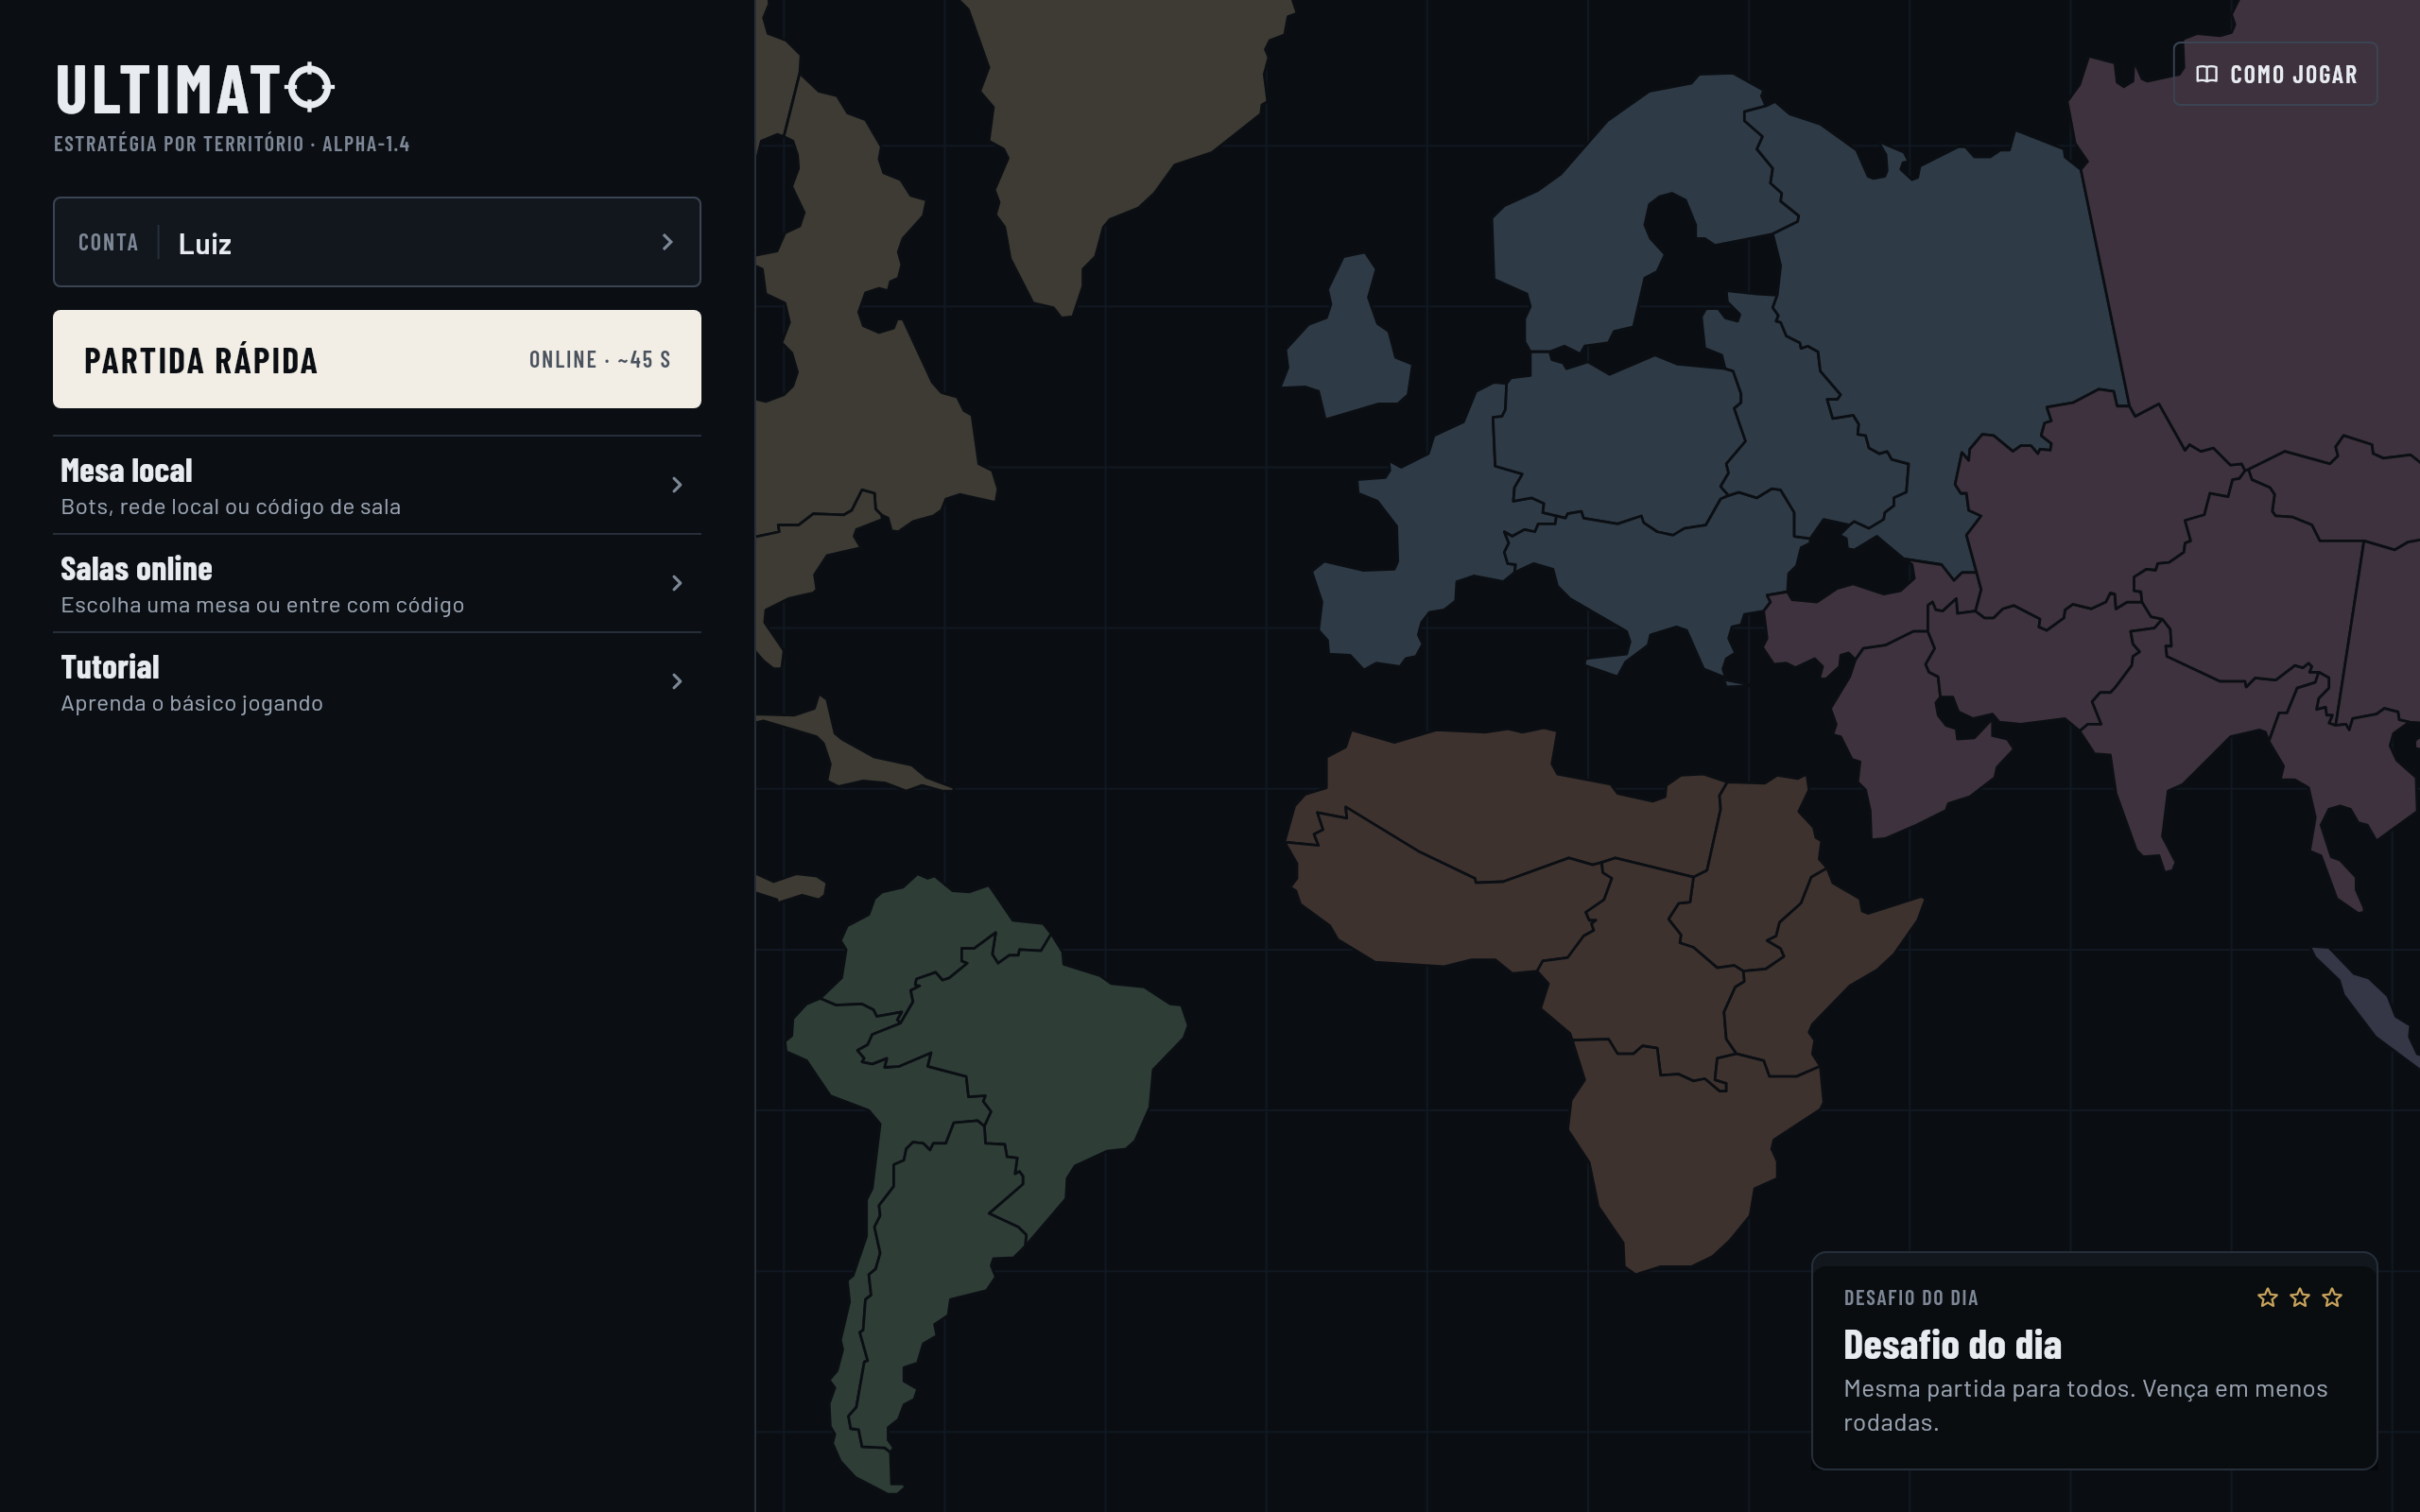 ULTIMATO
ESTRATÉGIA POR TERRITÓRIO · ALPHA-1.4
COMO JOGAR
CONTA Luiz
PARTIDA RÁPIDA ONLINE · ~45 S
Mesa local
Bots, rede local ou código de sala
Salas online
Escolha uma mesa ou entre com código
Tutorial
Aprenda o básico jogando
DESAFIO DO DIA
Desafio do dia
Mesma partida para todos. Vença em menos
rodadas.